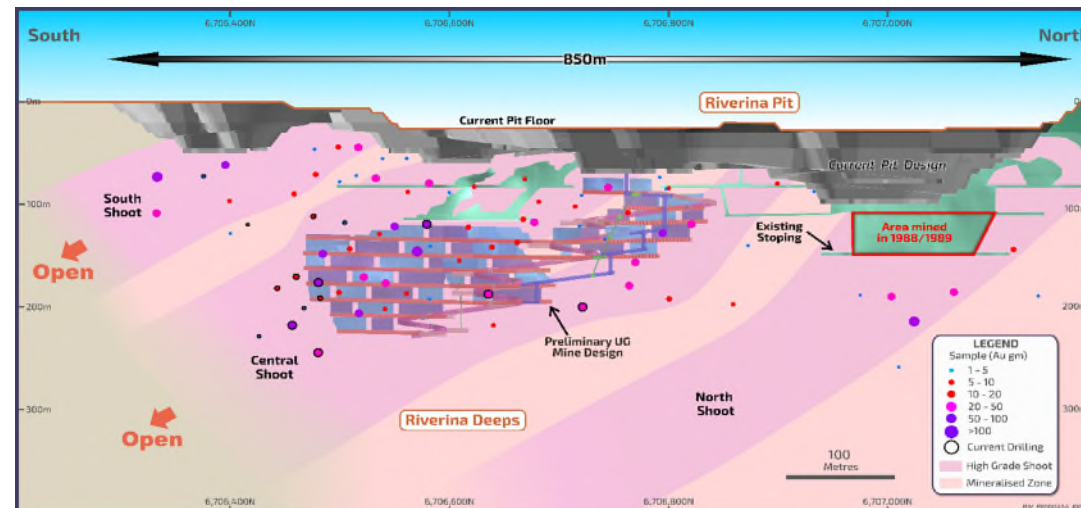 6,706,400N 6,706,600N 6,706,800N 6,707,000N
South North
850m
0m
Riverina Pit
Current Pit Floor
Current Pit Design
100m 100
South
Shoot
Existing
Stoping
Area mined
in 1988/1989
Open
200m 200
Preliminary UG
Mine Design
Central
Shoot
North
Shoot
300m 300
Riverina Deeps
Open
100
Metres
LEGEND
Sample (Au gm)
1 - 5
5 - 10
10 - 20
20 - 50
50 - 100
>100
Current Drilling
High Grade Shoot
Mineralised Zone
6,706,400N 6,706,600N 6,706,800N 6,707,000N